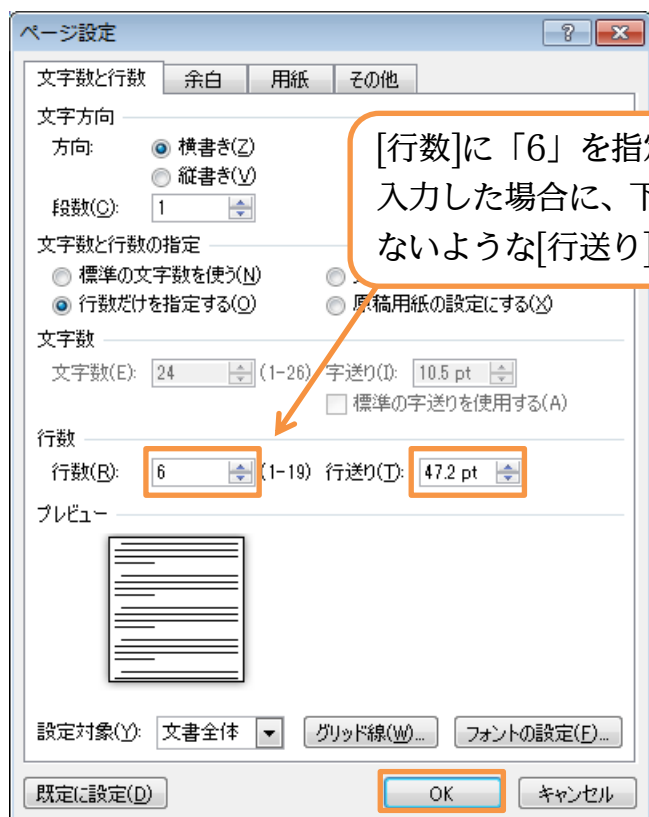 ページ設定
文字数と行数 余白 用紙 その他
文字方向
方向: 横書き(Z)
縦書き(V)
段数(C): 1
[行数]に「6」を指
入力した場合に、下
ないような[行送り]
文字数と行数の指定
標準の文字数を使う(N)
行数だけを指定する(O) 原稿用紙の設定にする(X)
文字数
文字数(E): 24 (1-26) 字送り(I): 10.5 pt
標準の字送りを使用する(A)
行数
行数(R): 6 (1-19) 行送り(T): 47.2 pt
プレビュー
設定対象(Y): 文書全体 グリッド線(W)... フォントの設定(F)...
既定に設定(D) OK キャンセル